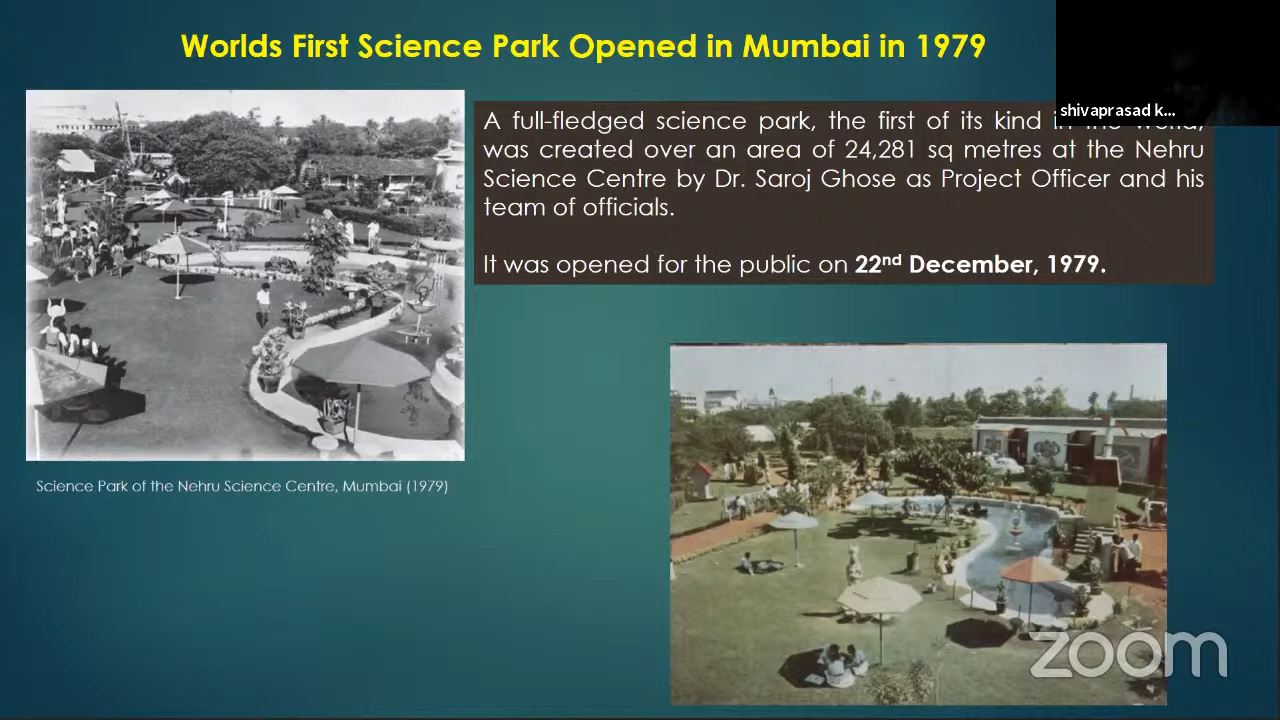 Worlds First Science Park Opened in Mumbai in 1979
shivaprasad k...
A full-fledged science park, the first of its kind in the world,
was created over an area of 24,281 sq metres at the Nehru
Science Centre by Dr. Saroj Ghose as Project Officer and his
team of officials.
It was opened for the public on 22nd December, 1979.
Science Park of the Nehru Science Centre, Mumbai (1979)
zoom